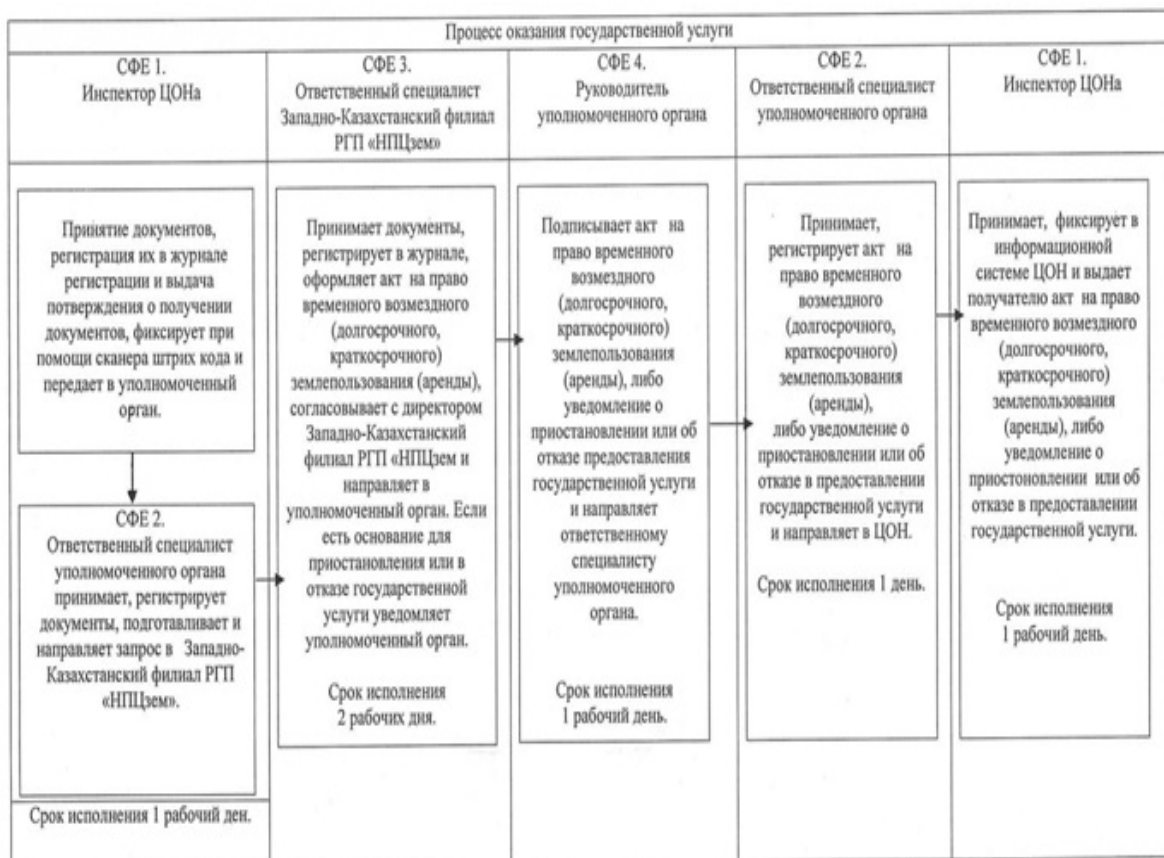 Процесс оказания государственной услуги
СФЕ 1.
Инспектор ЦОНа
СФЕ 3.
Ответственный специалист
Западно-Казахстанский филиал
РГП «НПЦзем»
СФЕ 4.
Руководитель
уполномоченного органа
СФЕ 2.
Ответственный специалист
уполномоченного органа
СФЕ 1.
Инспектор ЦОНа
Принятие документов,
регистрация их в журнале
регистрации и выдача
потверждения о получении
документов, фиксирует при
помощи сканера штрих кода и
передает в уполномоченный
орган.
СФЕ 2.
Ответственный специалист
уполномоченного органа
принимает, регистрирует
документы, подготавливает и
направляет запрос в Западно-
Казахстанский филиал РГП
«НПЦзем».
Срок исполнения 1 рабочий ден.
Принимает документы,
регистрирует в журнале,
оформляет акт на право
временного возмездного
(долгосрочного,
краткосрочного)
землепользования (аренды),
согласовывает с директором
Западно-Казахстанский
филиал РГП «НПЦзем и
направляет в
уполномоченный орган. Если
есть основание для
приостановления или в
отказе государственной
услуги уведомляет
уполномоченный орган.
Срок исполнения
2 рабочих дня.
Подписывает акт на
право временного
возмездного
(долгосрочного,
краткосрочного)
землепользования
(аренды), либо
уведомление о
приостановлении или об
отказе предоставления
государственной услуги
и направляет
ответственному
специалисту
уполномоченного
органа.
Срок исполнения
1 рабочий день.
Принимает,
регистрирует акт на
право временного
возмездного
(долгосрочного,
краткосрочного)
землепользования
(аренды),
либо уведомление о
приостановлении или об
отказе в предоставлении
государственной услуги
и направляет в ЦОН.
Срок исполнения 1 день.
Принимает, фиксирует в
информационной
системе ЦОН и выдает
получателю акт на право
временного возмездного
(долгосрочного,
краткосрочного)
землепользования
(аренды), либо
уведомление о
приостоновлении или об
отказе в предоставлении
государственной услуги.
Срок исполнения
1 рабочий день.